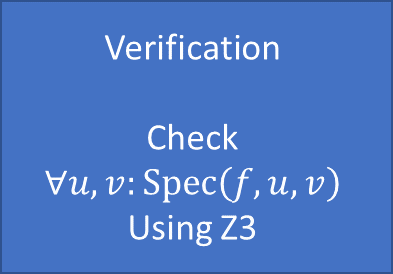 Verification
Check
∀𝑢, 𝑣: Spec(𝑓, 𝑢, 𝑣)
Using Z3